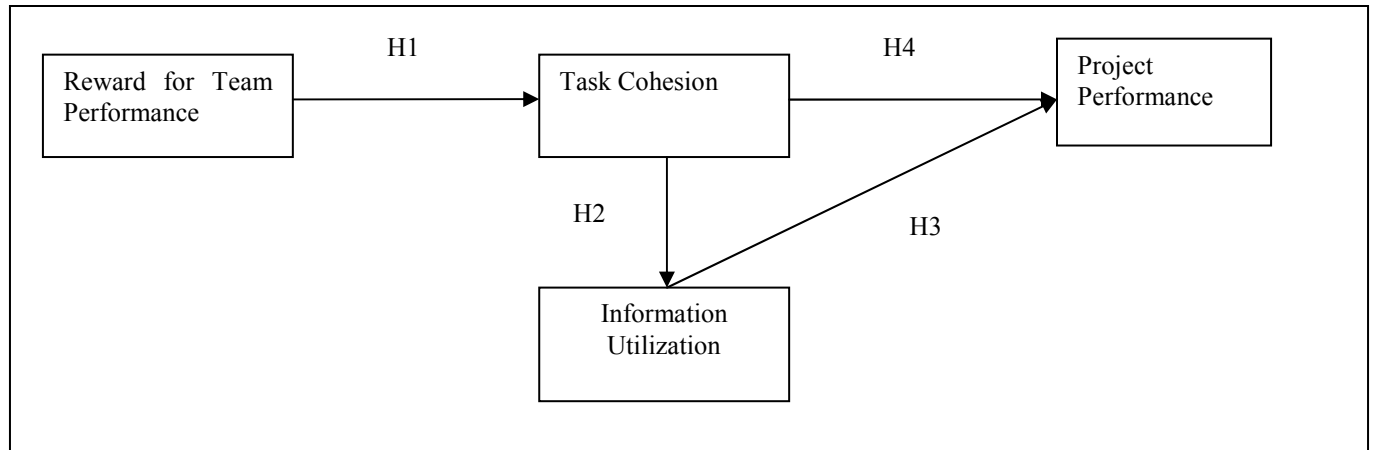 H1
H4
Reward for Team
Performance
Task Cohesion
Project
Performance
H2
H3
Information
Utilization